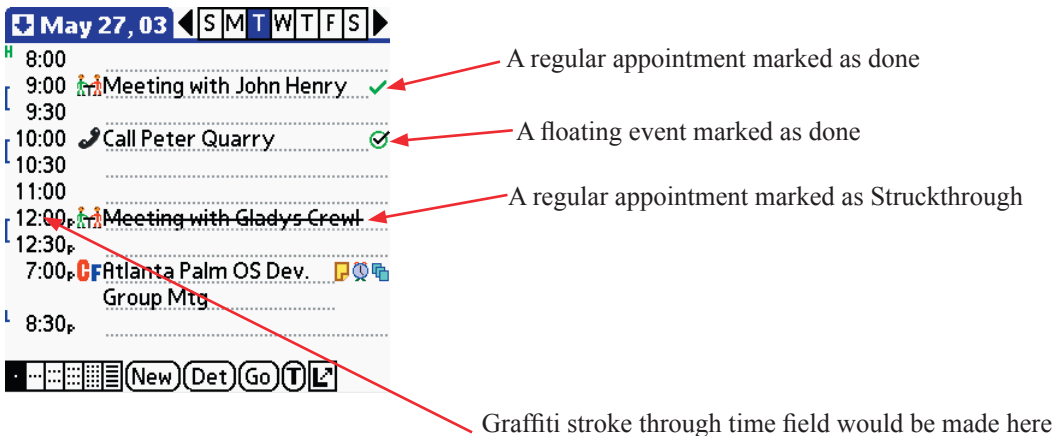 May 27, 03 S M T W T F S
8:00
A regular appointment marked as done
9:00 Meeting with John Henry
9:30
A floating event marked as done
10:00 Call Peter Quarry
10:30
11:00
A regular appointment marked as Struckthrough
12:00p Meeting with Gladys Crewl
12:30p
7:00p CF Atlanta Palm OS Dev.
Group Mtg
8:30p
New Det Go T
Graffiti stroke through time field would be made here